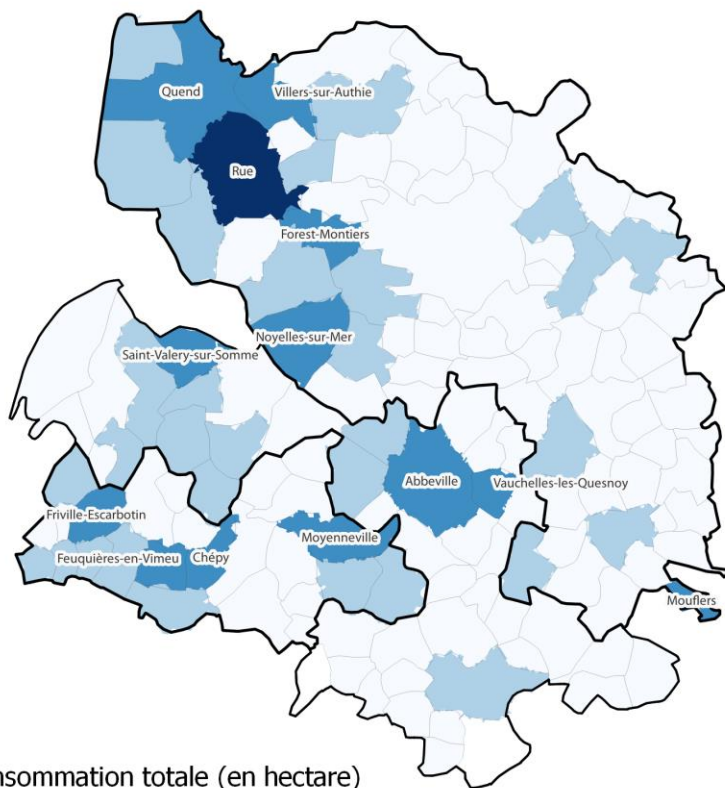 Quend
Villers-sur-Authie
Rue
Forest-Montiers
Noyelles-sur-Mer
Saint-Valery-sur-Somme
Abbeville
Vauchelles-les-Quesnoy
Friville-Escarbotin
Feuquières-en-Vimeu
Chépy
Moyenneville
Mouflers
nsommation totale (en hectare)